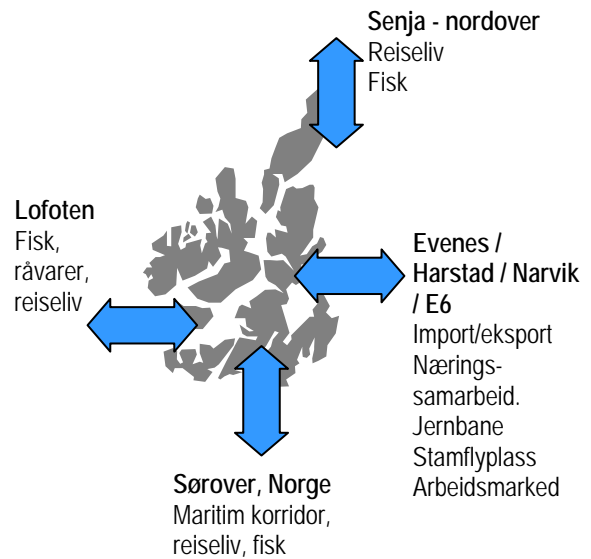 Senja - nordover
Reiseliv
Fisk
Lofoten
Fisk,
råvarer,
reiseliv
Evenes /
Harstad / Narvik
/ E6
Import/eksport
Nærings-
samarbeid.
Jernbane
Stamflyplass
Arbeidsmarked
Sørover, Norge
Maritim korridor,
reiseliv, fisk